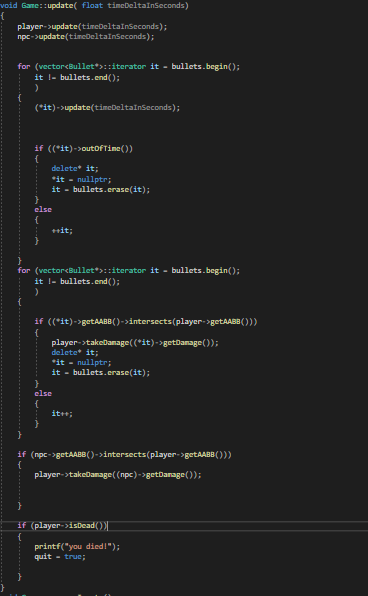 void Game::update( float timeDeltaInSeconds)
{
player->update(timeDeltaInSeconds);
npc->update(timeDeltaInSeconds);
for (vector<Bullet*>::iterator it = bullets.begin();
it != bullets.end();
)
{
(*it)->update(timeDeltaInSeconds);
if ((*it)->outOfTime())
{
delete* it;
*it = nullptr;
it = bullets.erase(it);
}
else
{
++it;
}
}
for (vector<Bullet*>::iterator it = bullets.begin();
it != bullets.end();
)
{
if ((*it)->getAABB()->intersects(player->getAABB()))
{
player->takeDamage((*it)->getDamage());
delete* it;
*it = nullptr;
it = bullets.erase(it);
}
else
{
it++;
}
}
if (npc->getAABB()->intersects(player->getAABB()))
{
player->takeDamage((npc)->getDamage());
}
if (player->isDead())
{
printf("you died!");
quit = true;
}
}